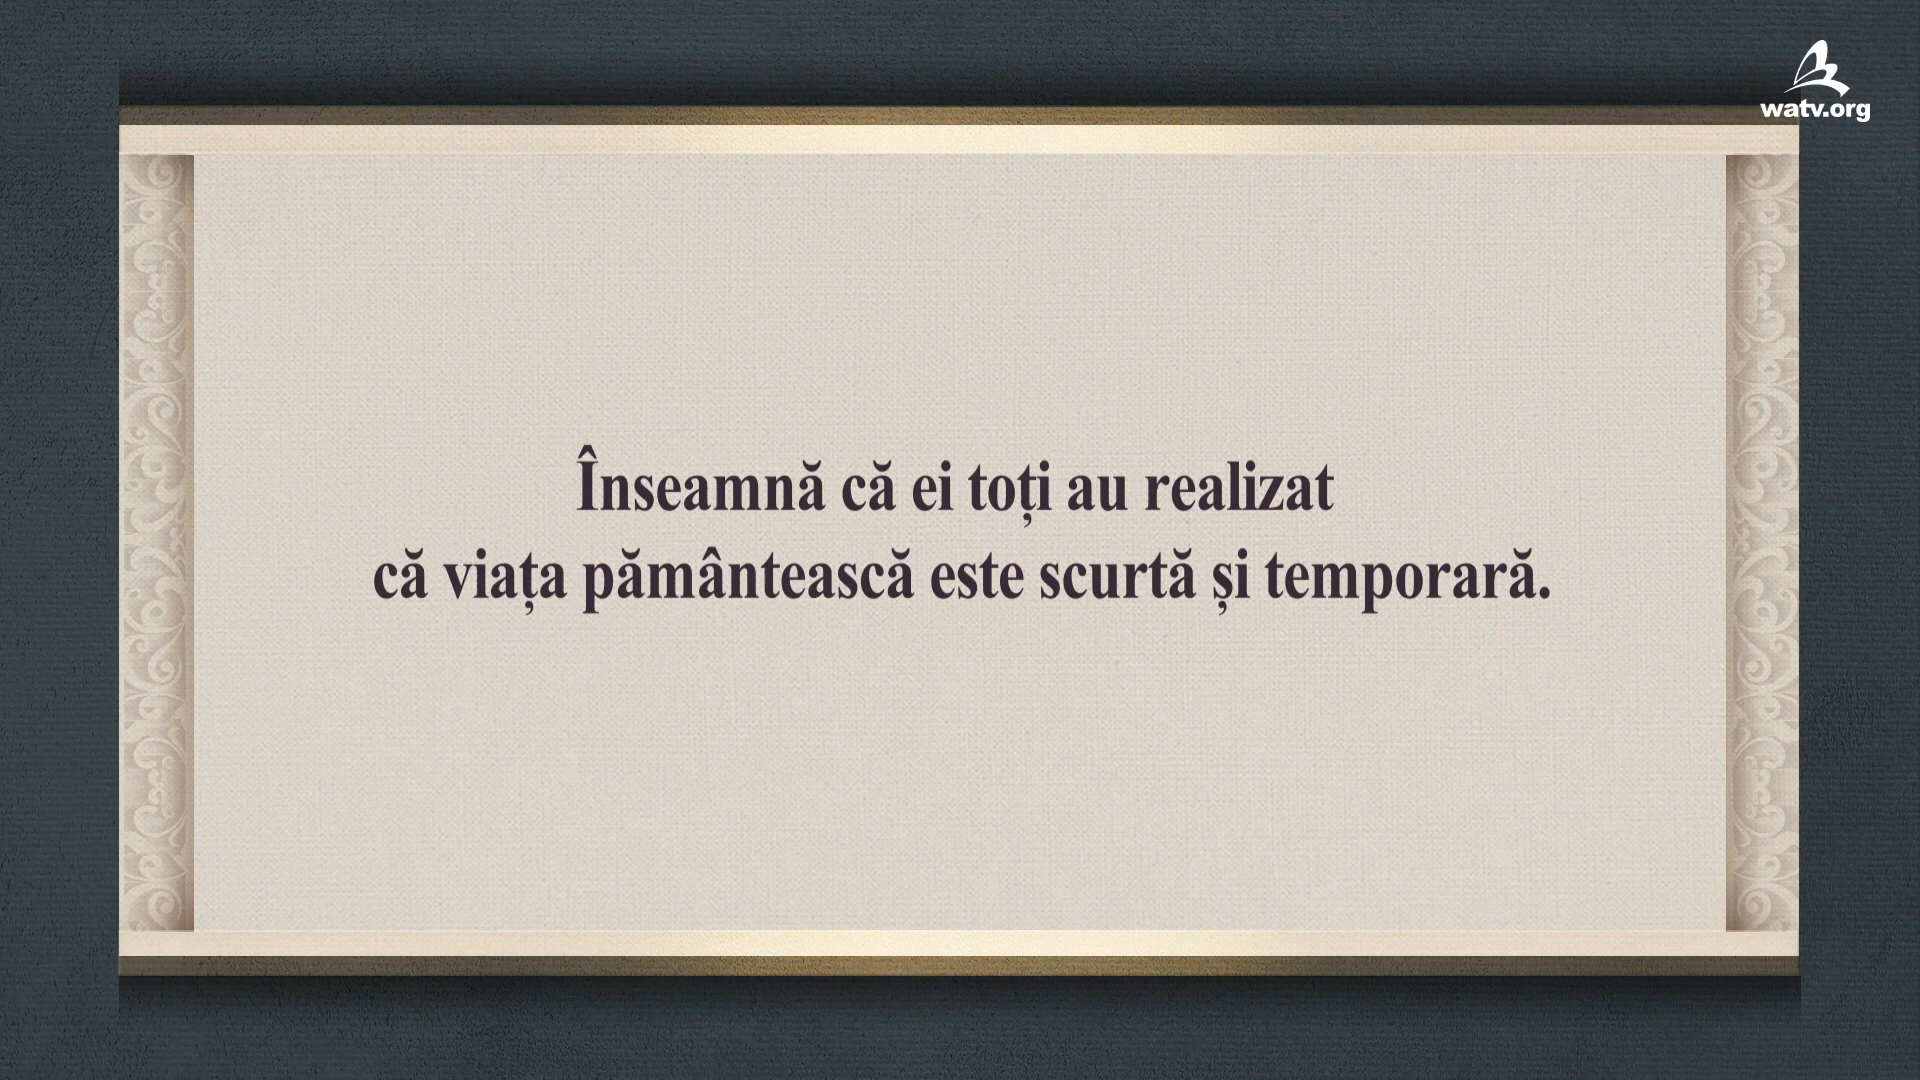 watv.org
Înseamnă că ei toți au realizat
că viața pământească este scurtă și temporară.